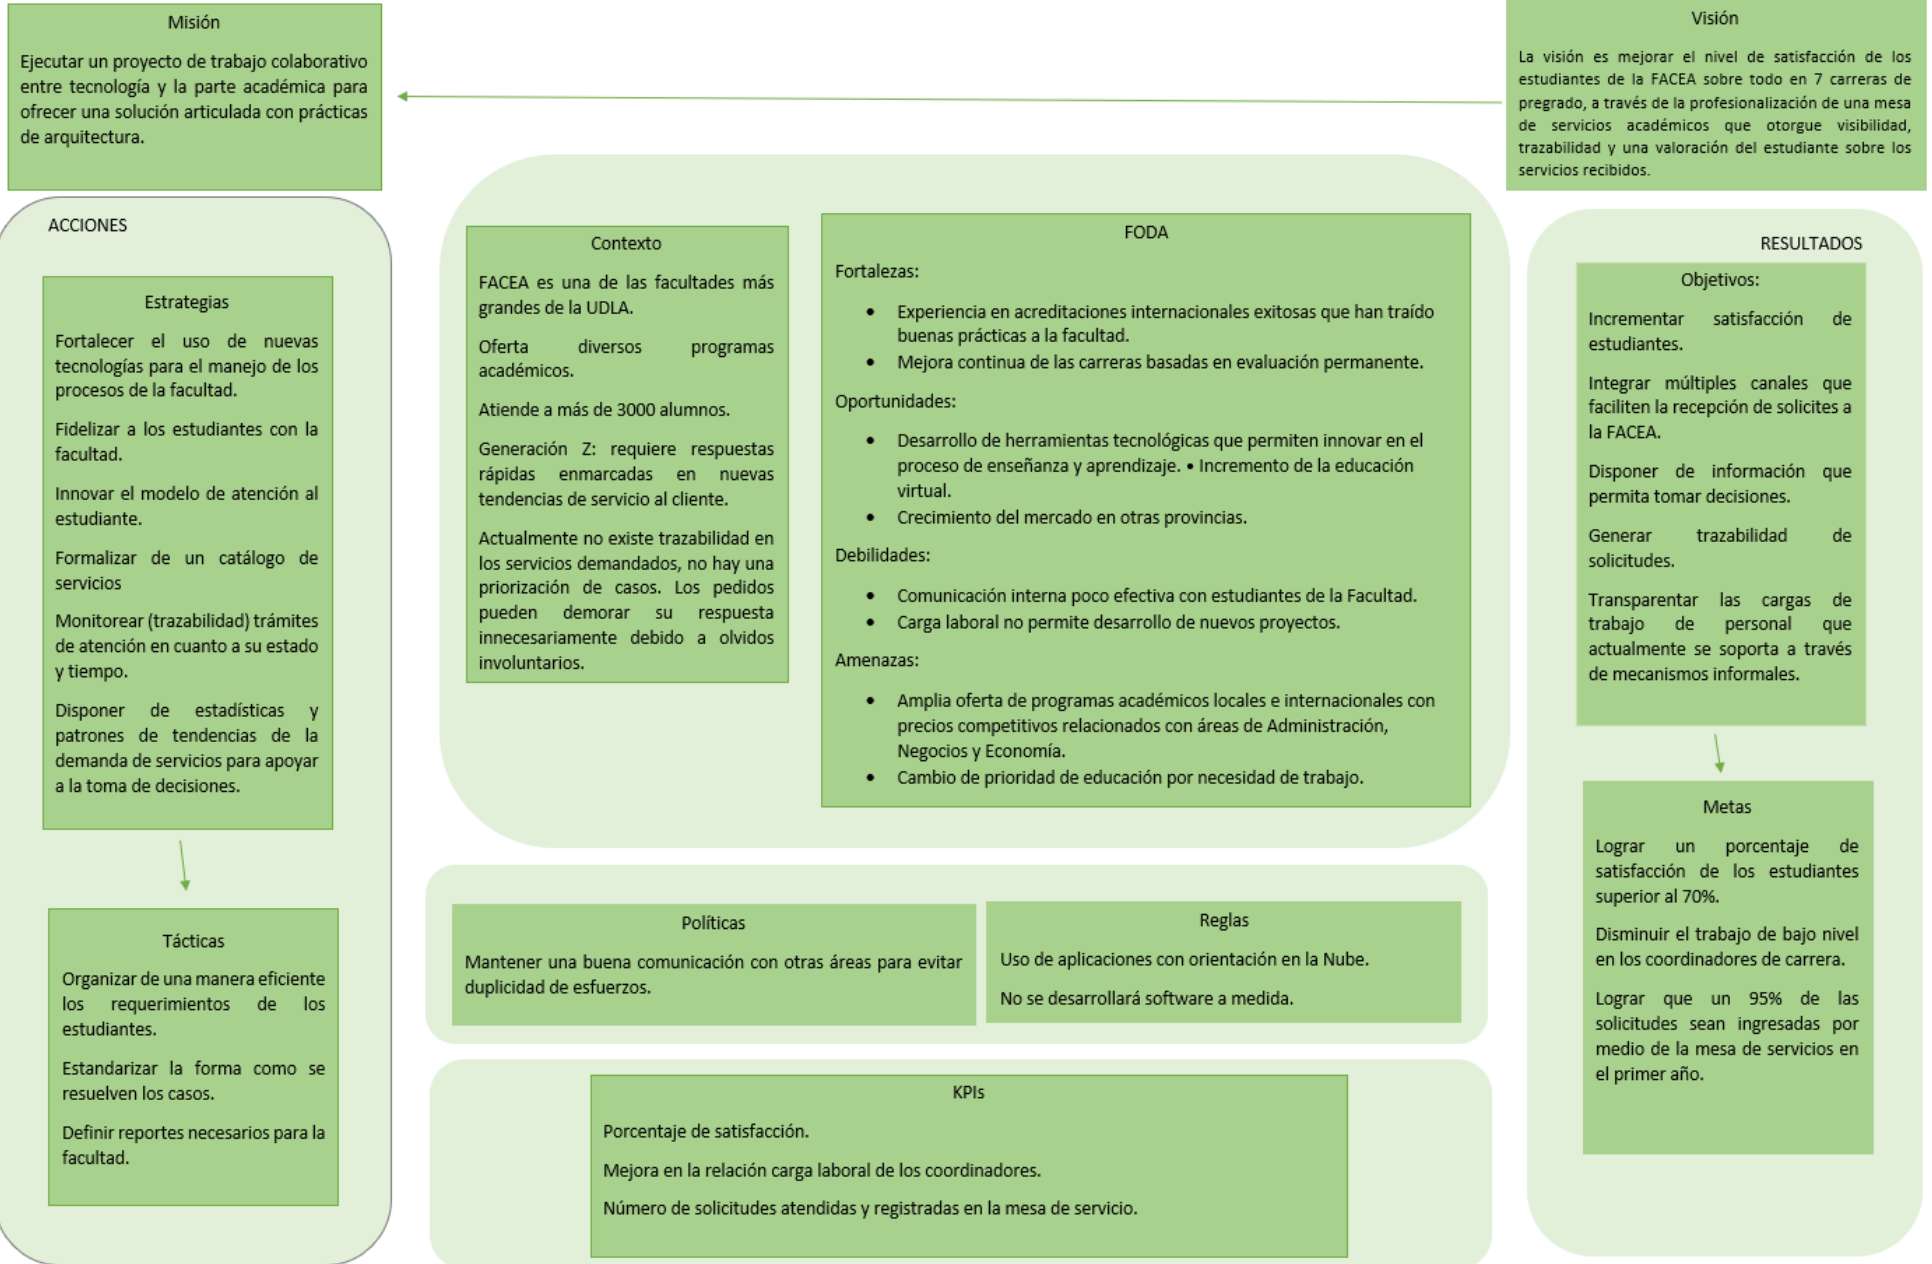 Misión
Ejecutar un proyecto de trabajo colaborativo
entre tecnología y la parte académica para
ofrecer una solución articulada con prácticas
de arquitectura.
Visión
La visión es mejorar el nivel de satisfacción de los
estudiantes de la FACEA sobre todo en 7 carreras de
pregrado, a través de la profesionalización de una mesa
de servicios académicos que otorgue visibilidad,
trazabilidad y una valoración del estudiante sobre los
servicios recibidos.
ACCIONES
Estrategias
Fortalecer el uso de nuevas
tecnologías para el manejo de los
procesos de la facultad.
Fidelizar a los estudiantes con la
facultad.
Innovar el modelo de atención al
estudiante.
Formalizar de un catálogo de
servicios
Monitorear (trazabilidad) trámites
de atención en cuanto a su estado
y tiempo.
Disponer de estadísticas y
patrones de tendencias de la
demanda de servicios para apoyar
a la toma de decisiones.
Tácticas
Organizar de una manera eficiente
los requerimientos de los
estudiantes.
Estandarizar la forma como se
resuelven los casos.
Definir reportes necesarios para la
facultad.
Contexto
FACEA es una de las facultades más
grandes de la UDLA.
Oferta diversos programas
académicos.
Atiende a más de 3000 alumnos.
Generación Z: requiere respuestas
rápidas enmarcadas en nuevas
tendencias de servicio al cliente.
Actualmente no existe trazabilidad en
los servicios demandados, no hay una
priorización de casos. Los pedidos
pueden demorar su respuesta
innecesariamente debido a olvidos
involuntarios.
FODA
Fortalezas:
• Experiencia en acreditaciones internacionales exitosas que han traído
buenas prácticas a la facultad.
• Mejora continua de las carreras basadas en evaluación permanente.
Oportunidades:
• Desarrollo de herramientas tecnológicas que permiten innovar en el
proceso de enseñanza y aprendizaje. • Incremento de la educación
virtual.
• Crecimiento del mercado en otras provincias.
Debilidades:
• Comunicación interna poco efectiva con estudiantes de la Facultad.
• Carga laboral no permite desarrollo de nuevos proyectos.
Amenazas:
• Amplia oferta de programas académicos locales e internacionales con
precios competitivos relacionados con áreas de Administración,
Negocios y Economía.
• Cambio de prioridad de educación por necesidad de trabajo.
Políticas
Mantener una buena comunicación con otras áreas para evitar
duplicidad de esfuerzos.
Reglas
Uso de aplicaciones con orientación en la Nube.
No se desarrollará software a medida.
KPIs
Porcentaje de satisfacción.
Mejora en la relación carga laboral de los coordinadores.
Número de solicitudes atendidas y registradas en la mesa de servicio.
RESULTADOS
Objetivos:
Incrementar satisfacción de
estudiantes.
Integrar múltiples canales que
faciliten la recepción de solicites a
la FACEA.
Disponer de información que
permita tomar decisiones.
Generar trazabilidad de
solicitudes.
Transparentar las cargas de
trabajo de personal que
actualmente se soporta a través
de mecanismos informales.
Metas
Lograr un porcentaje de
satisfacción de los estudiantes
superior al 70%.
Disminuir el trabajo de bajo nivel
en los coordinadores de carrera.
Lograr que un 95% de las
solicitudes sean ingresadas por
medio de la mesa de servicios en
el primer año.